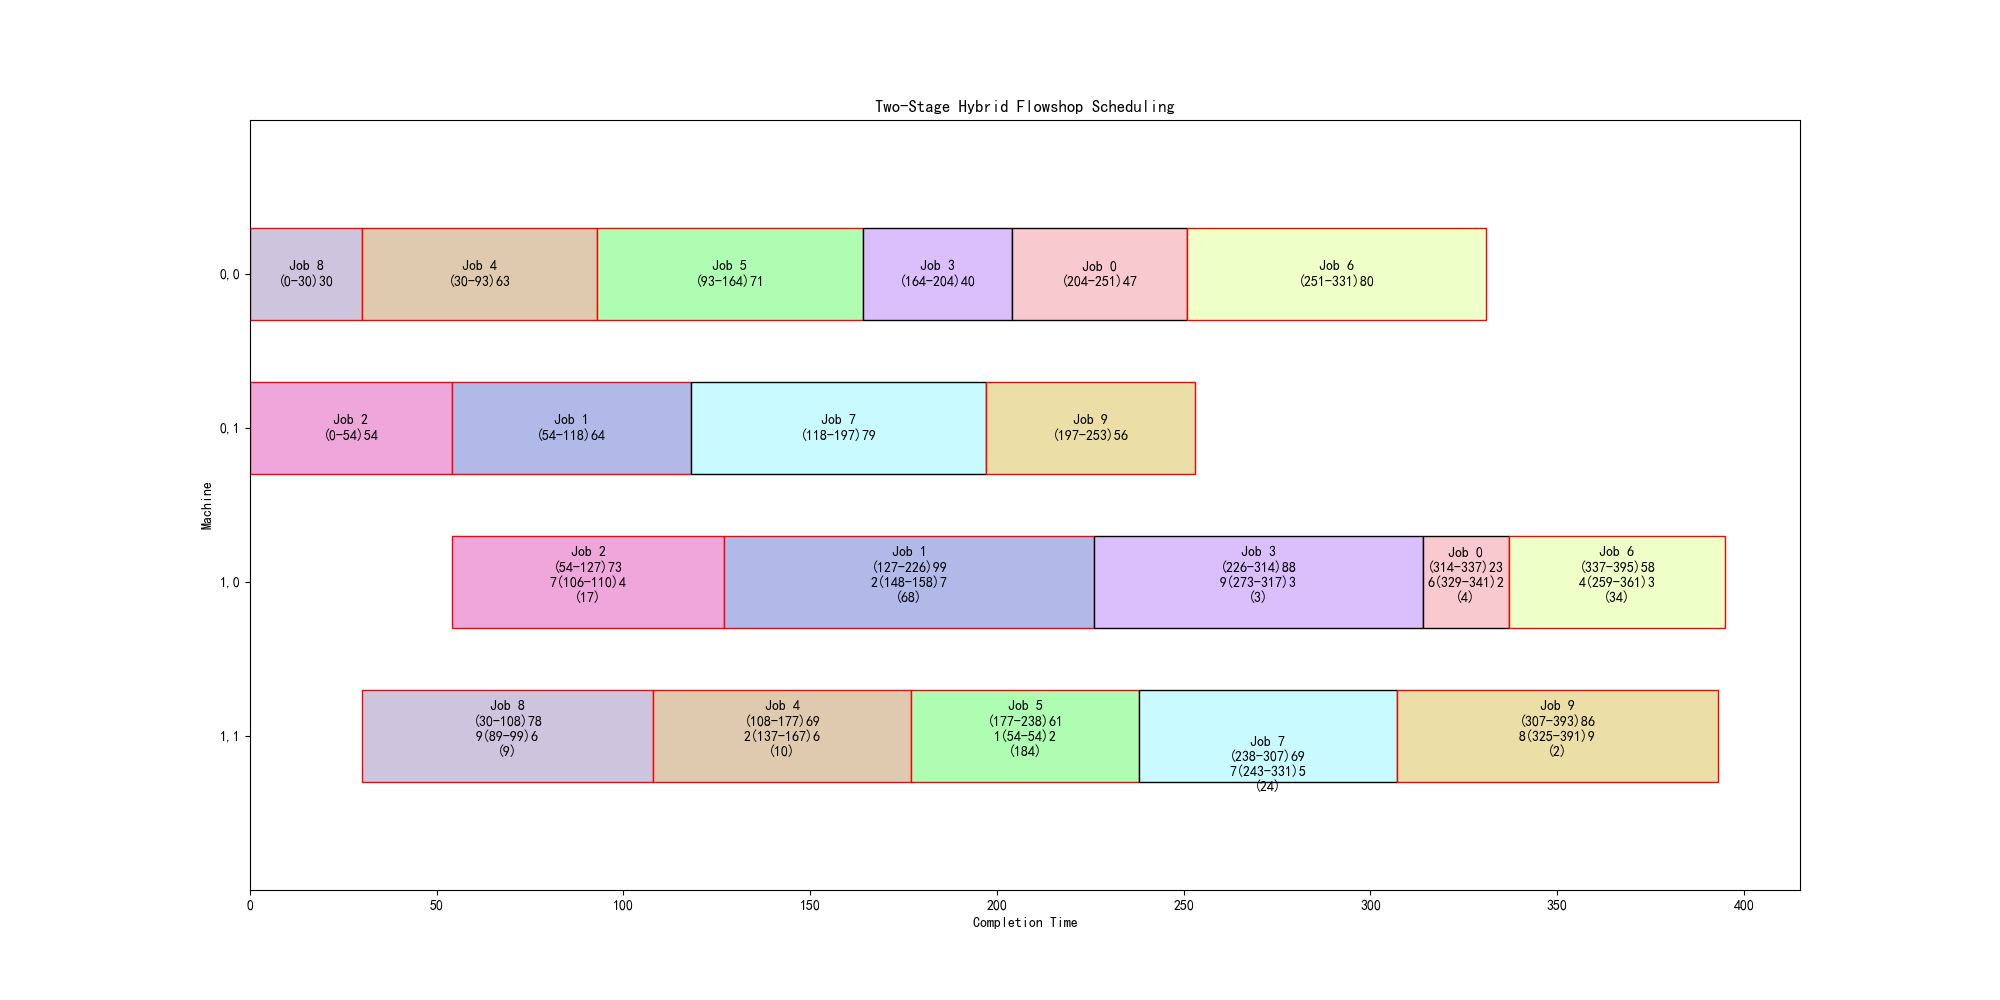 Two-Stage Hybrid Flowshop Scheduling
0,0
Job 8
(0-30)30
Job 4
(30-93)63
Job 5
(93-164)71
Job 3
(164-204)40
Job 0
(204-251)47
Job 6
(251-331)80
0,1
Job 2
(0-54)54
Job 1
(54-118)64
Job 7
(118-197)79
Job 9
(197-253)56
Machine
1,0
Job 2
(54-127)73
7(106-110)4
(17)
Job 1
(127-226)99
2(148-158)7
(68)
Job 3
(226-314)88
9(273-317)3
(3)
Job 0
(314-337)23
6(329-341)2
(4)
Job 6
(337-395)58
4(259-361)3
(34)
1,1
Job 8
(30-108)78
9(89-99)6
(9)
Job 4
(108-177)69
2(137-167)6
(10)
Job 5
(177-238)61
1(54-54)2
(184)
Job 7
(238-307)69
7(243-331)5
(24)
Job 9
(307-393)86
8(325-391)9
(2)
0 50 100 150 200 250 300 350 400
Completion Time